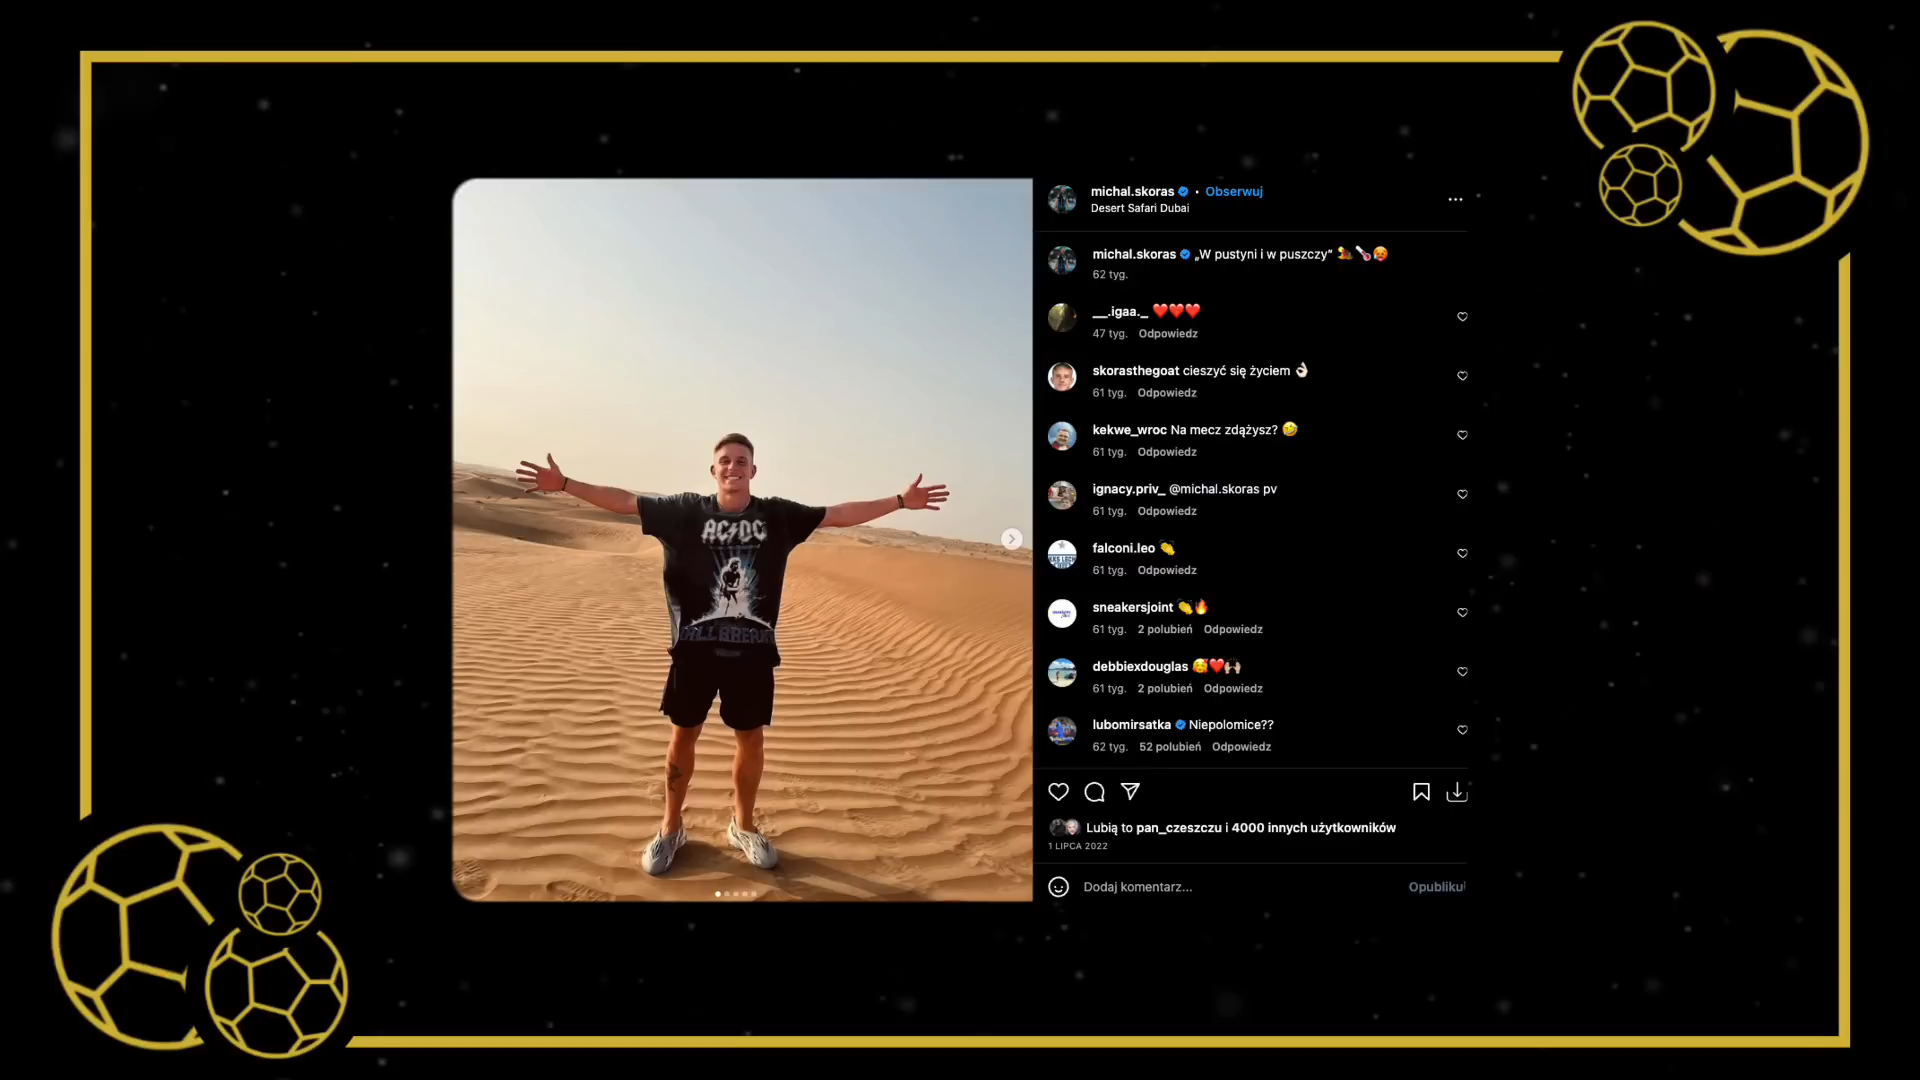 michal.skoras • Obserwuj
Desert Safari Dubai
michal.skoras „W pustyni i w puszczy”
62 tyg.
__.igaa._
47 tyg. Odpowiedz
skorasthegoat cieszyć się życiem
61 tyg. Odpowiedz
kekwe_wroc Na mecz zdążysz?
61 tyg. Odpowiedz
ignacy.priv_ @michal.skoras pv
61 tyg. Odpowiedz
falconi.leo
61 tyg. Odpowiedz
sneakersjoint
61 tyg. 2 polubień Odpowiedz
debbiexdouglas
61 tyg. 2 polubień Odpowiedz
lubomirsatka Niepolomice??
62 tyg. 52 polubień Odpowiedz
Lubią to pan_czeszczu i 4000 innych użytkowników
1 LIPCA 2022
Dodaj komentarz...
Opubliku
AC/DC
BALLBREAKER